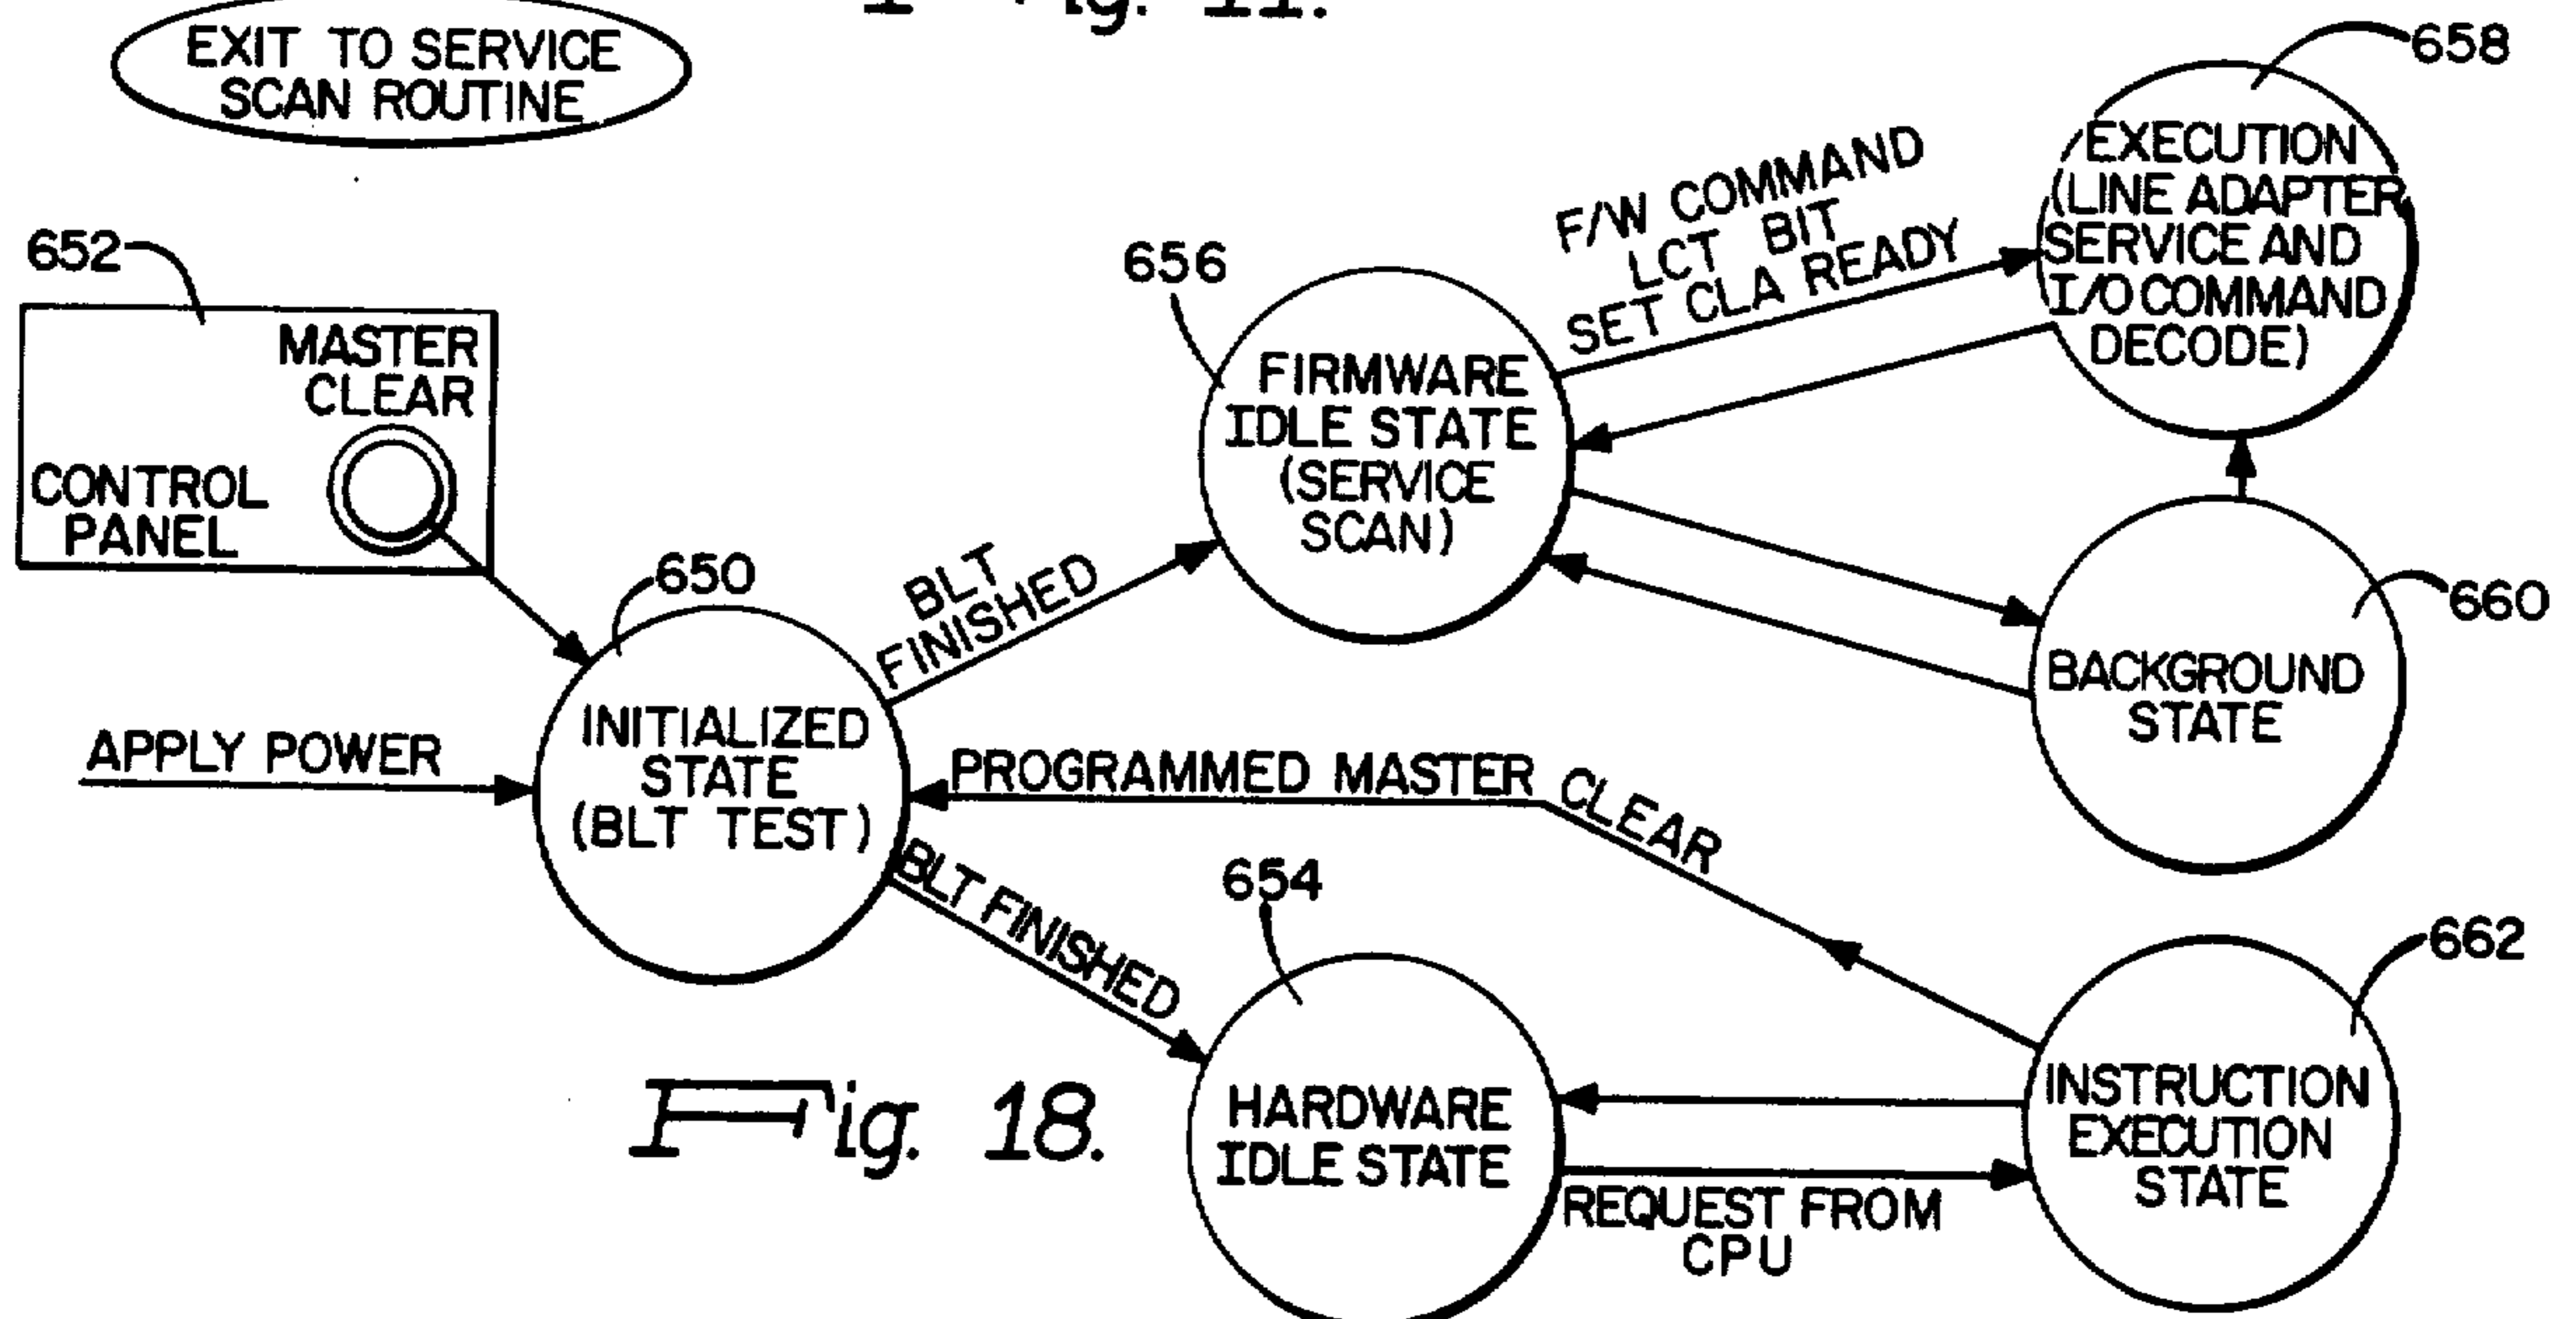 Fig. 11.
EXIT TO SERVICE
SCAN ROUTINE
652
MASTER
CLEAR
CONTROL
PANEL
APPLY POWER
650
INITIALIZED
STATE
(BLT TEST)
BLT
FINISHED
656
FIRMWARE
IDLE STATE
(SERVICE
SCAN)
F/W COMMAND
LCT BIT
SET CLA READY
658
EXECUTION
(LINE ADAPTER
SERVICE AND
I/O COMMAND
DECODE)
660
BACKGROUND
STATE
PROGRAMMED MASTER CLEAR
BLT FINISHED
654
HARDWARE
IDLE STATE
REQUEST FROM
CPU
662
INSTRUCTION
EXECUTION
STATE
Fig. 18.